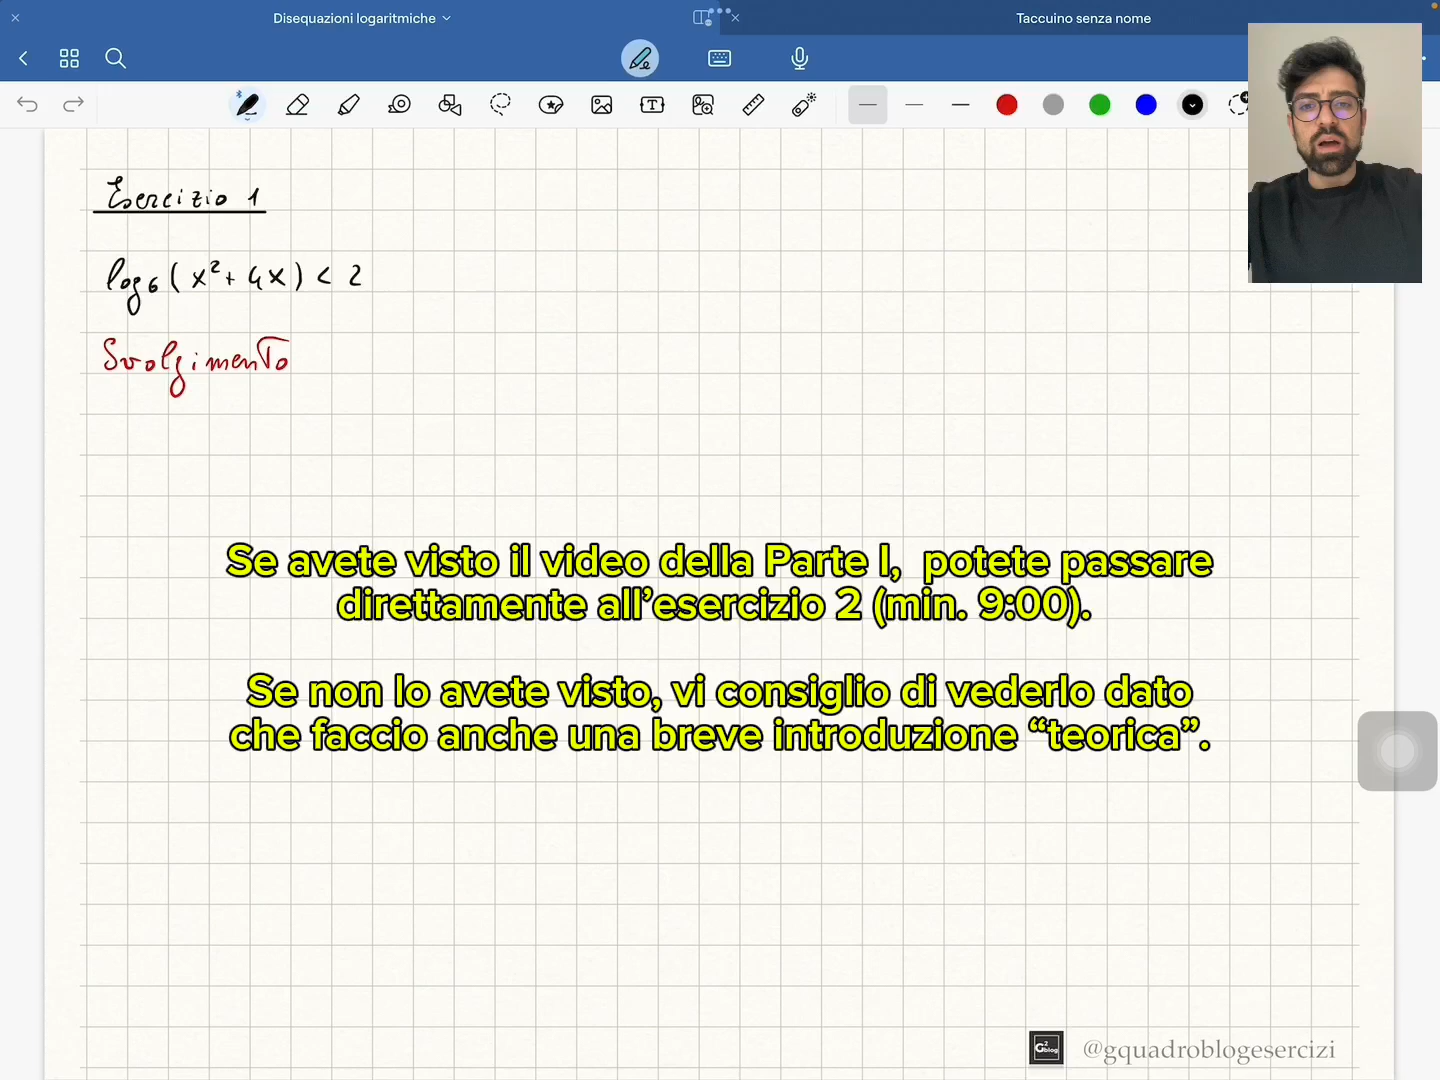 Disequazioni logaritmiche
Taccuino senza nome
Esercizio 1
log₆(x²+4x) < 2
Svolgimento
Se avete visto il video della Parte I, potete passare
direttamente all’esercizio 2 (min. 9:00).
Se non lo avete visto, vi consiglio di vederlo dato
che faccio anche una breve introduzione “teorica”.
G² blog
@gquadroblogesercizi